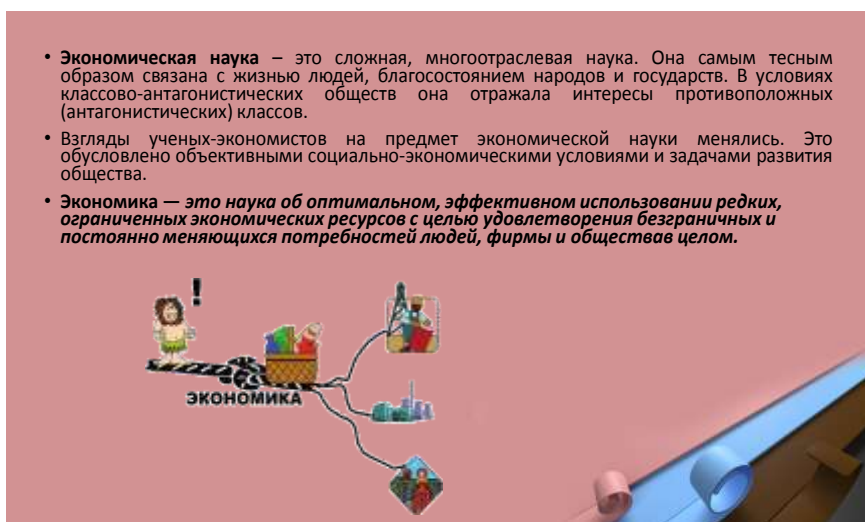 • Экономическая наука – это сложная, многоотраслевая наука. Она самым тесным
образом связана с жизнью людей, благосостоянием народов и государств. В условиях
классово-антагонистических обществ она отражала интересы противоположных
(антагонистических) классов.
• Взгляды ученых-экономистов на предмет экономической науки менялись. Это
обусловлено объективными социально-экономическими условиями и задачами развития
общества.
• Экономика — это наука об оптимальном, эффективном использовании редких,
ограниченных экономических ресурсов с целью удовлетворения безграничных и
постоянно меняющихся потребностей людей, фирмы и обществав целом.
!
ЭКОНОМИКА